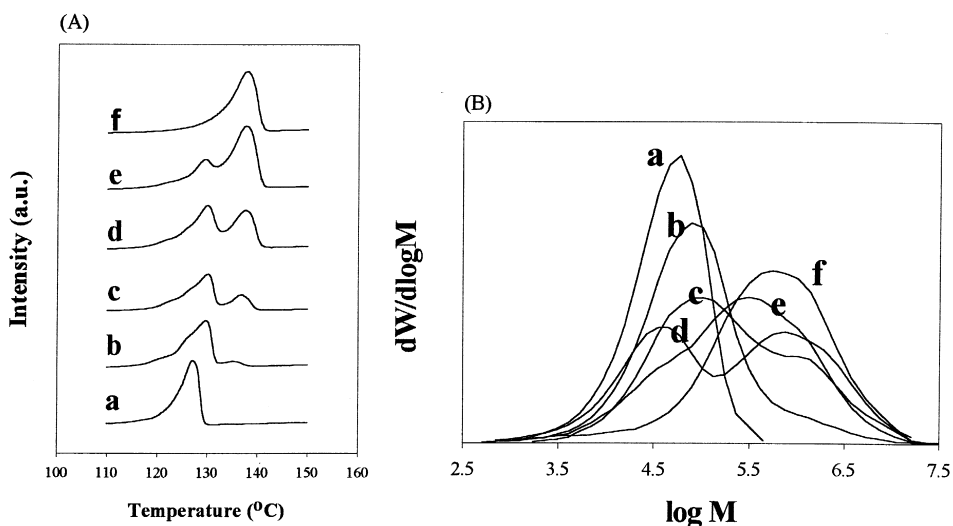 (A)
f
e
d
c
b
a
Intensity (a.u.)
100 110 120 130 140 150 160
Temperature (ºC)
(B)
a
b
c
d
e
f
dW/dlogM
2.5 3.5 4.5 5.5 6.5 7.5
log M